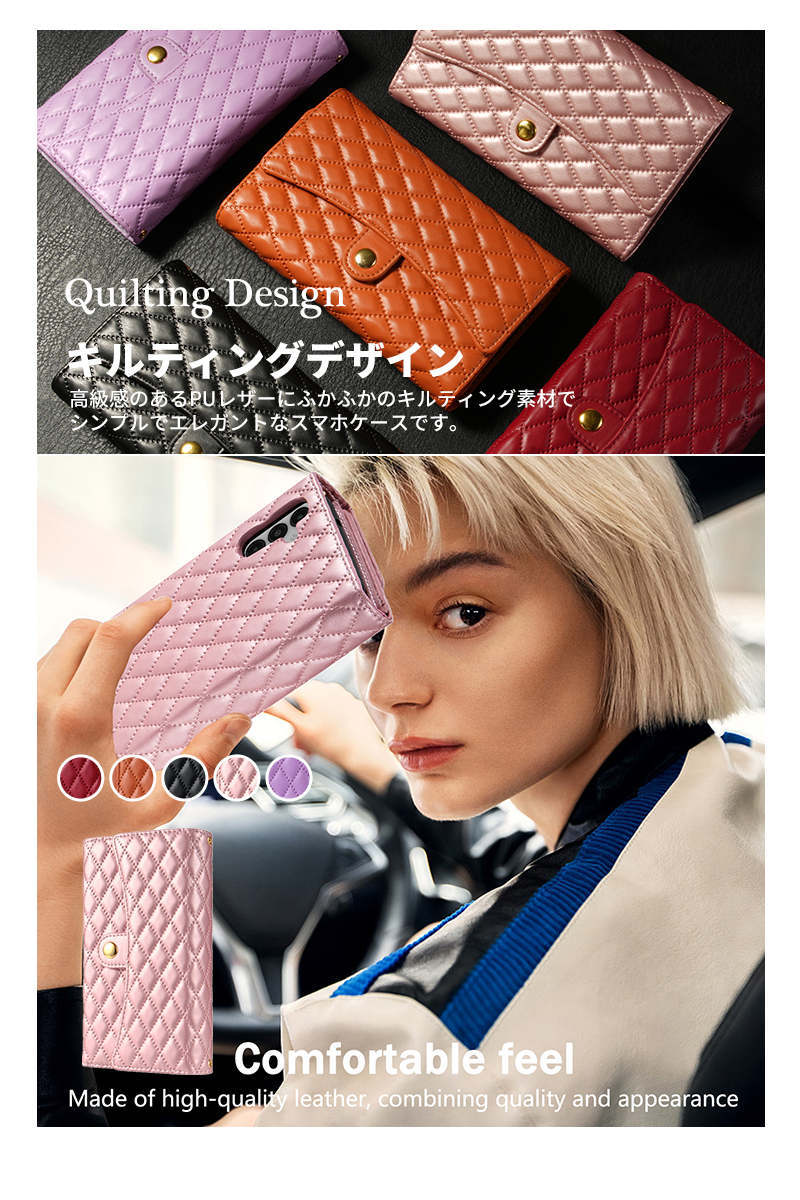 Quilting Design
キルティングデザイン
高級感のあるPUレザーにふかふかのキルティング素材で
シンプルでエレガントなスマホケースです。
Comfortable feel
Made of high-quality leather, combining quality and appearance